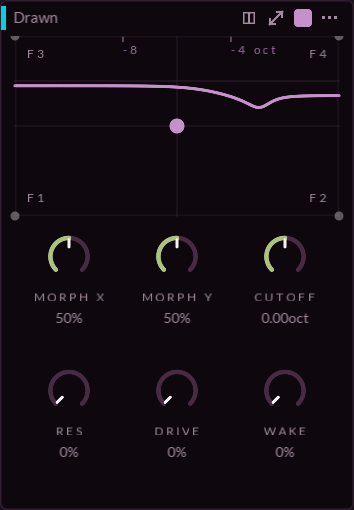 Drawn
-8 -4 oct
F3 F4
F1 F2
MORPH X MORPH Y CUTOFF
50% 50% 0.00oct
RES DRIVE WAKE
0% 0% 0%